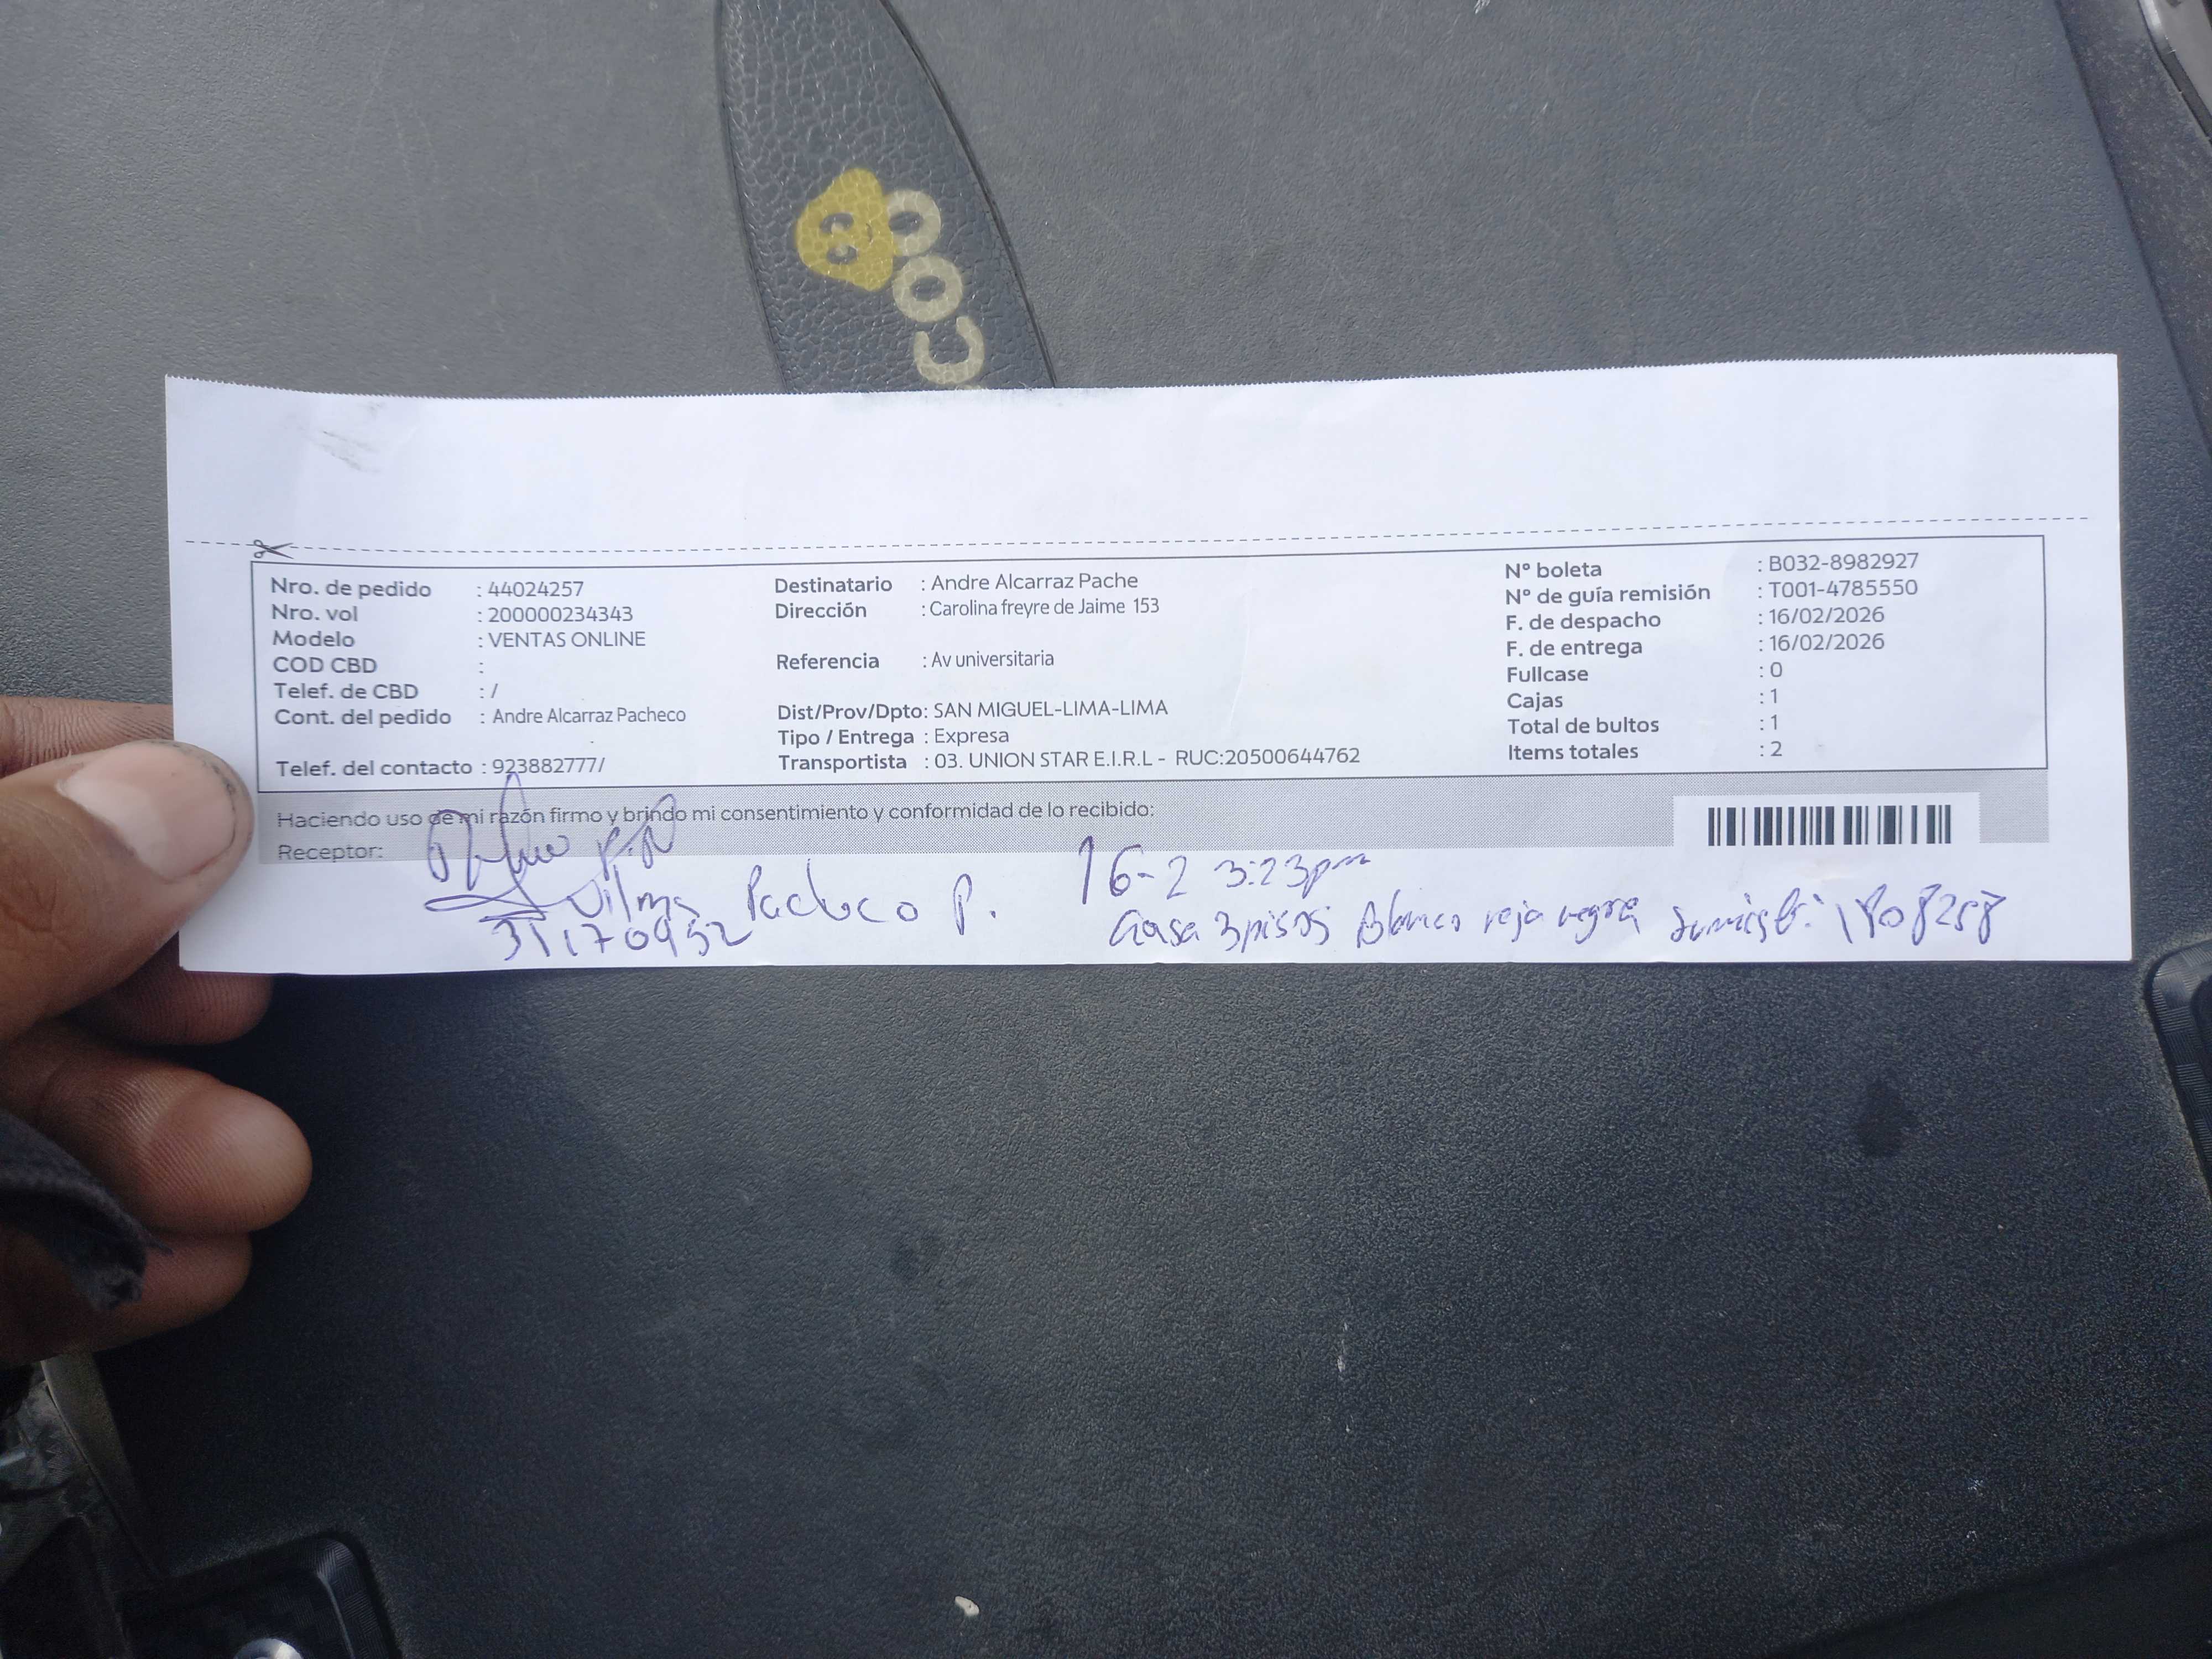 COO
Nro. de pedido : 44024257
Nro. vol : 200000234343
Modelo : VENTAS ONLINE
COD CBD :
Telef. de CBD : /
Cont. del pedido : Andre Alcarraz Pacheco
Telef. del contacto : 923882777/
Destinatario : Andre Alcarraz Pache
Dirección : Carolina freyre de Jaime 153
Referencia : Av universitaria
Dist/Prov/Dpto: SAN MIGUEL-LIMA-LIMA
Tipo / Entrega : Expresa
Transportista : 03. UNION STAR E.I.R.L - RUC:20500644762
N° boleta : B032-8982927
N° de guía remisión : T001-4785550
F. de despacho : 16/02/2026
F. de entrega : 16/02/2026
Fullcase : 0
Cajas : 1
Total de bultos : 1
Items totales : 2
Haciendo uso de mi razón firmo y brindo mi consentimiento y conformidad de lo recibido:
Receptor:
Vilma Pacheco P.
31170952
16-2 3:23pm
Casa 3pisos Blanco reja negra